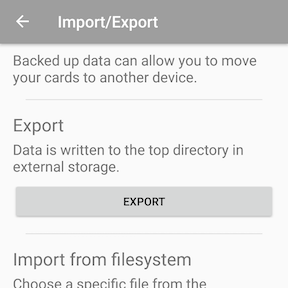 Import/Export
Backed up data can allow you to move
your cards to another device.
Export
Data is written to the top directory in
external storage.
EXPORT
Import from filesystem
Choose a specific file from the